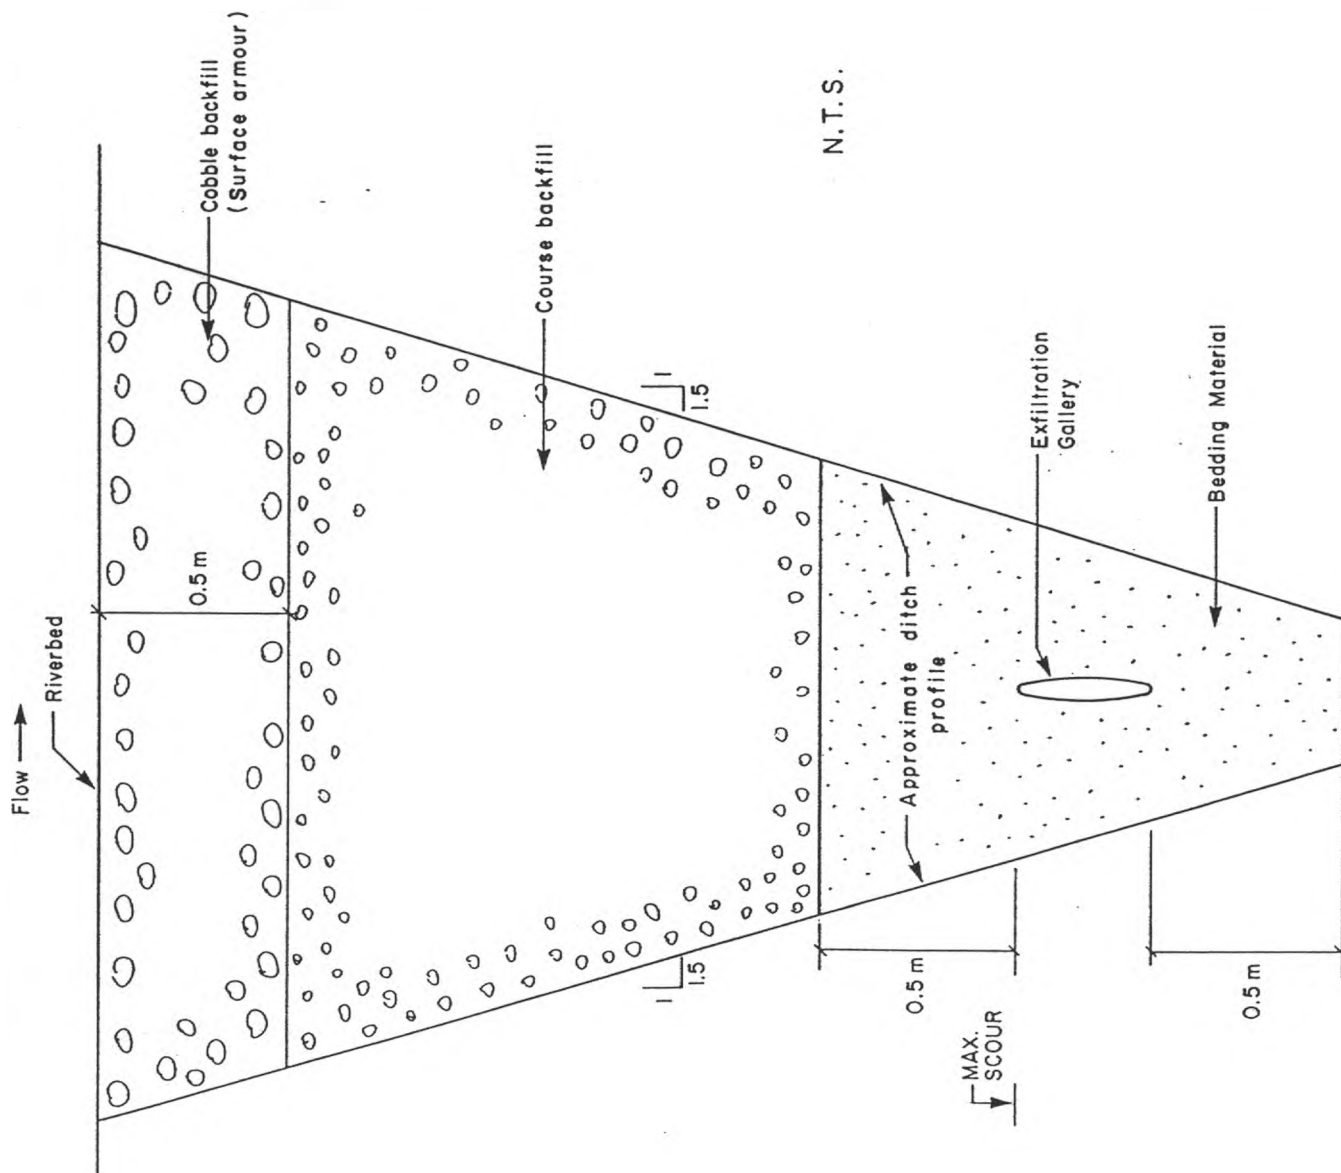 Flow
Riverbed
Cobble backfill
(Surface armour)
0.5 m
Course backfill
N.T.S.
1
1.5
1
1.5
Approximate ditch
profile
Exfiltration
Gallery
Bedding Material
0.5 m
MAX.
SCOUR
0.5 m